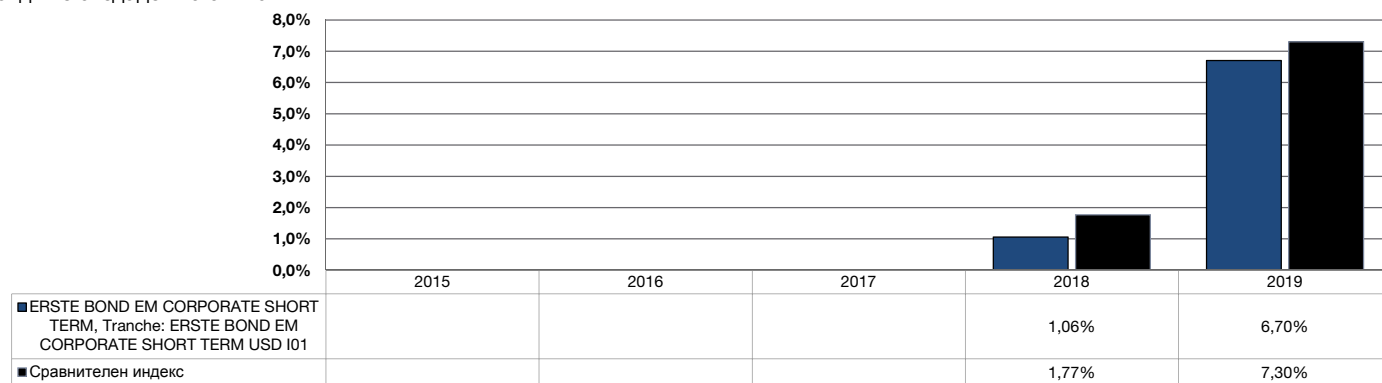 8,0%
7,0%
6,0%
5,0%
4,0%
3,0%
2,0%
1,0%
0,0%
2015 2016 2017 2018 2019
ERSTE BOND EM CORPORATE SHORT
TERM, Tranche: ERSTE BOND EM
CORPORATE SHORT TERM USD I01
1,06% 6,70%
Сравнителен индекс 1,77% 7,30%